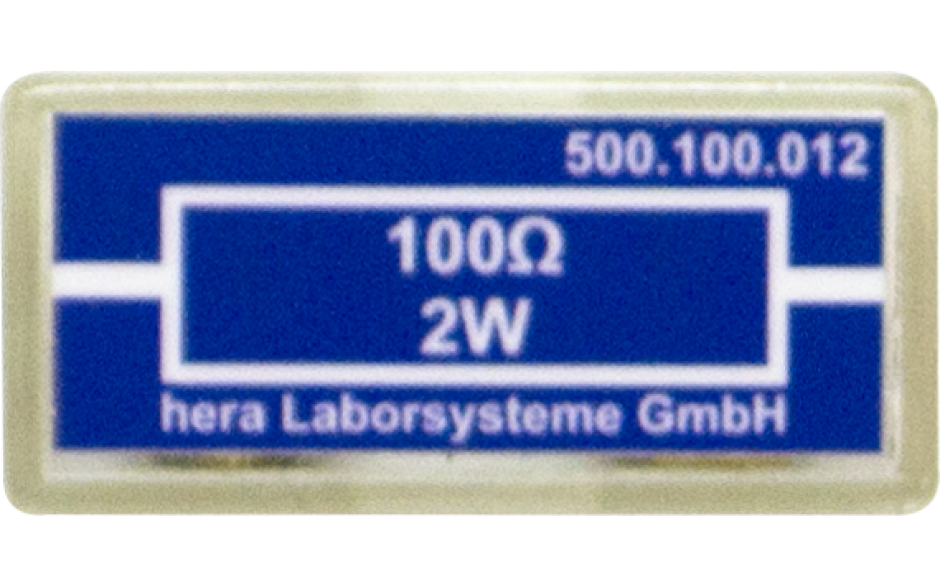 500.100.012
100Ω
2W
hera Laborsysteme GmbH